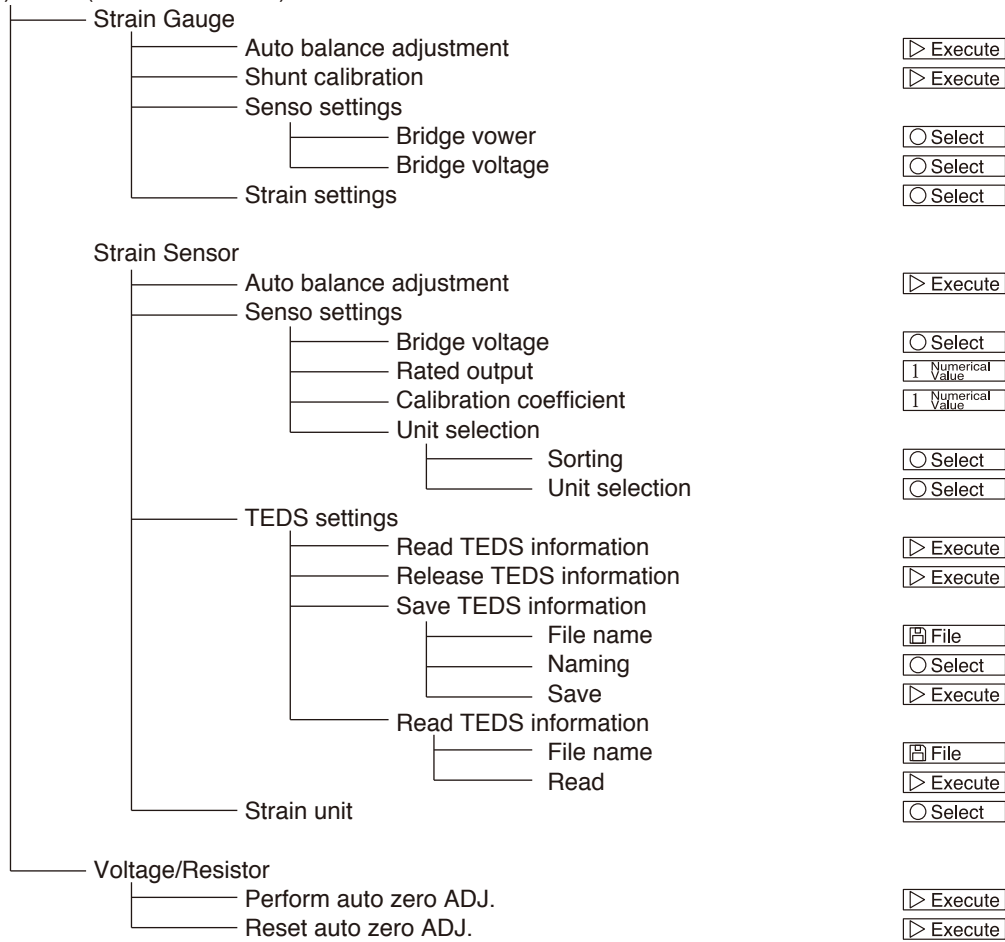 Strain Gauge
Auto balance adjustment Execute
Shunt calibration Execute
Senso settings
Bridge vower Select
Bridge voltage Select
Strain settings Select
Strain Sensor
Auto balance adjustment Execute
Senso settings
Bridge voltage Select
Rated output 1 Numerical Value
Calibration coefficient 1 Numerical Value
Unit selection
Sorting Select
Unit selection Select
TEDS settings
Read TEDS information Execute
Release TEDS information Execute
Save TEDS information
File name File
Naming Select
Save Execute
Read TEDS information
File name File
Read Execute
Strain unit Select
Voltage/Resistor
Perform auto zero ADJ. Execute
Reset auto zero ADJ. Execute